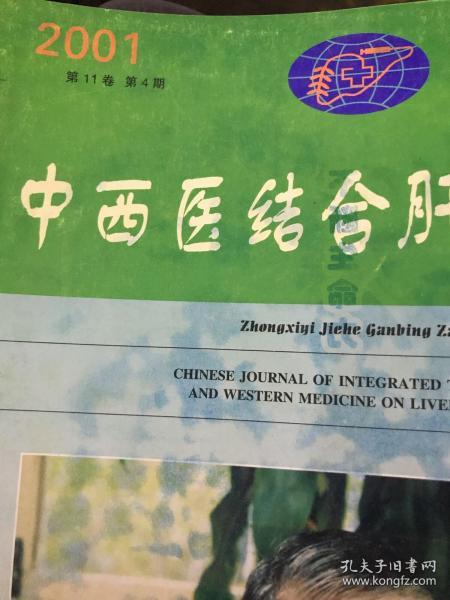 2001
第11卷 第4期
中西医结合肝
Zhongxiyi Jiehe Ganbing Za
CHINESE JOURNAL OF INTEGRATED T
AND WESTERN MEDICINE ON LIVE
孔夫子旧书网
www.kongfz.com